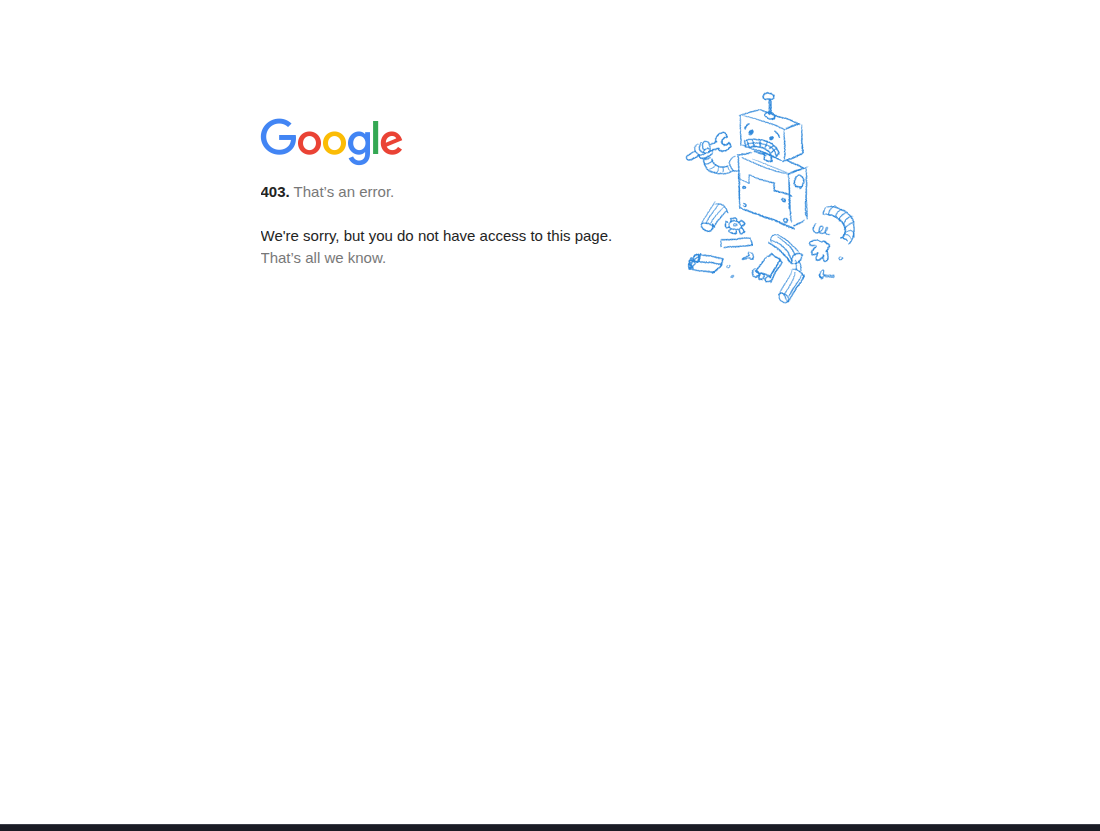 Google
403. That's an error.
We're sorry, but you do not have access to this page.
That's all we know.